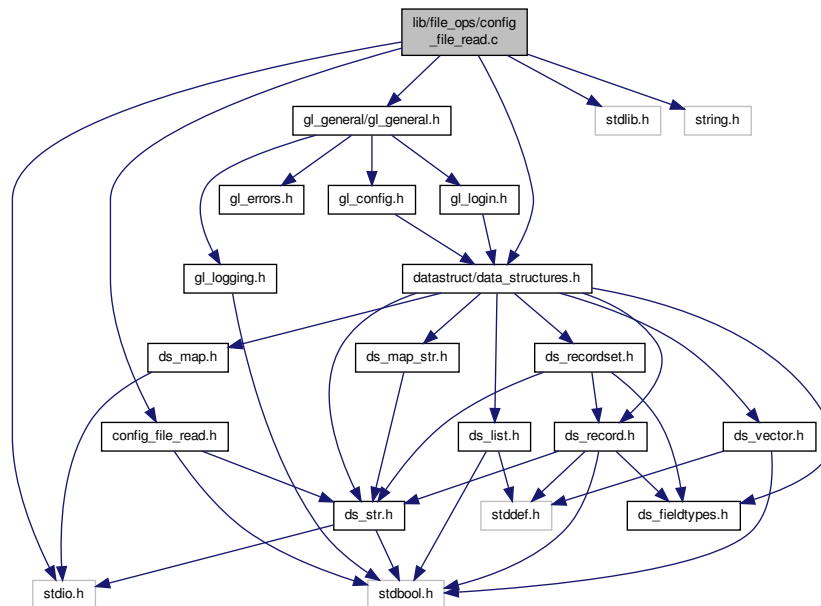 lib/file_ops/config
_file_read.c
gl_general/gl_general.h
stdlib.h
string.h
gl_errors.h
gl_config.h
gl_login.h
gl_logging.h
datastruct/data_structures.h
ds_map.h
ds_map_str.h
ds_recordset.h
config_file_read.h
ds_list.h
ds_record.h
ds_vector.h
ds_str.h
stddef.h
ds_fieldtypes.h
stdio.h
stdbool.h